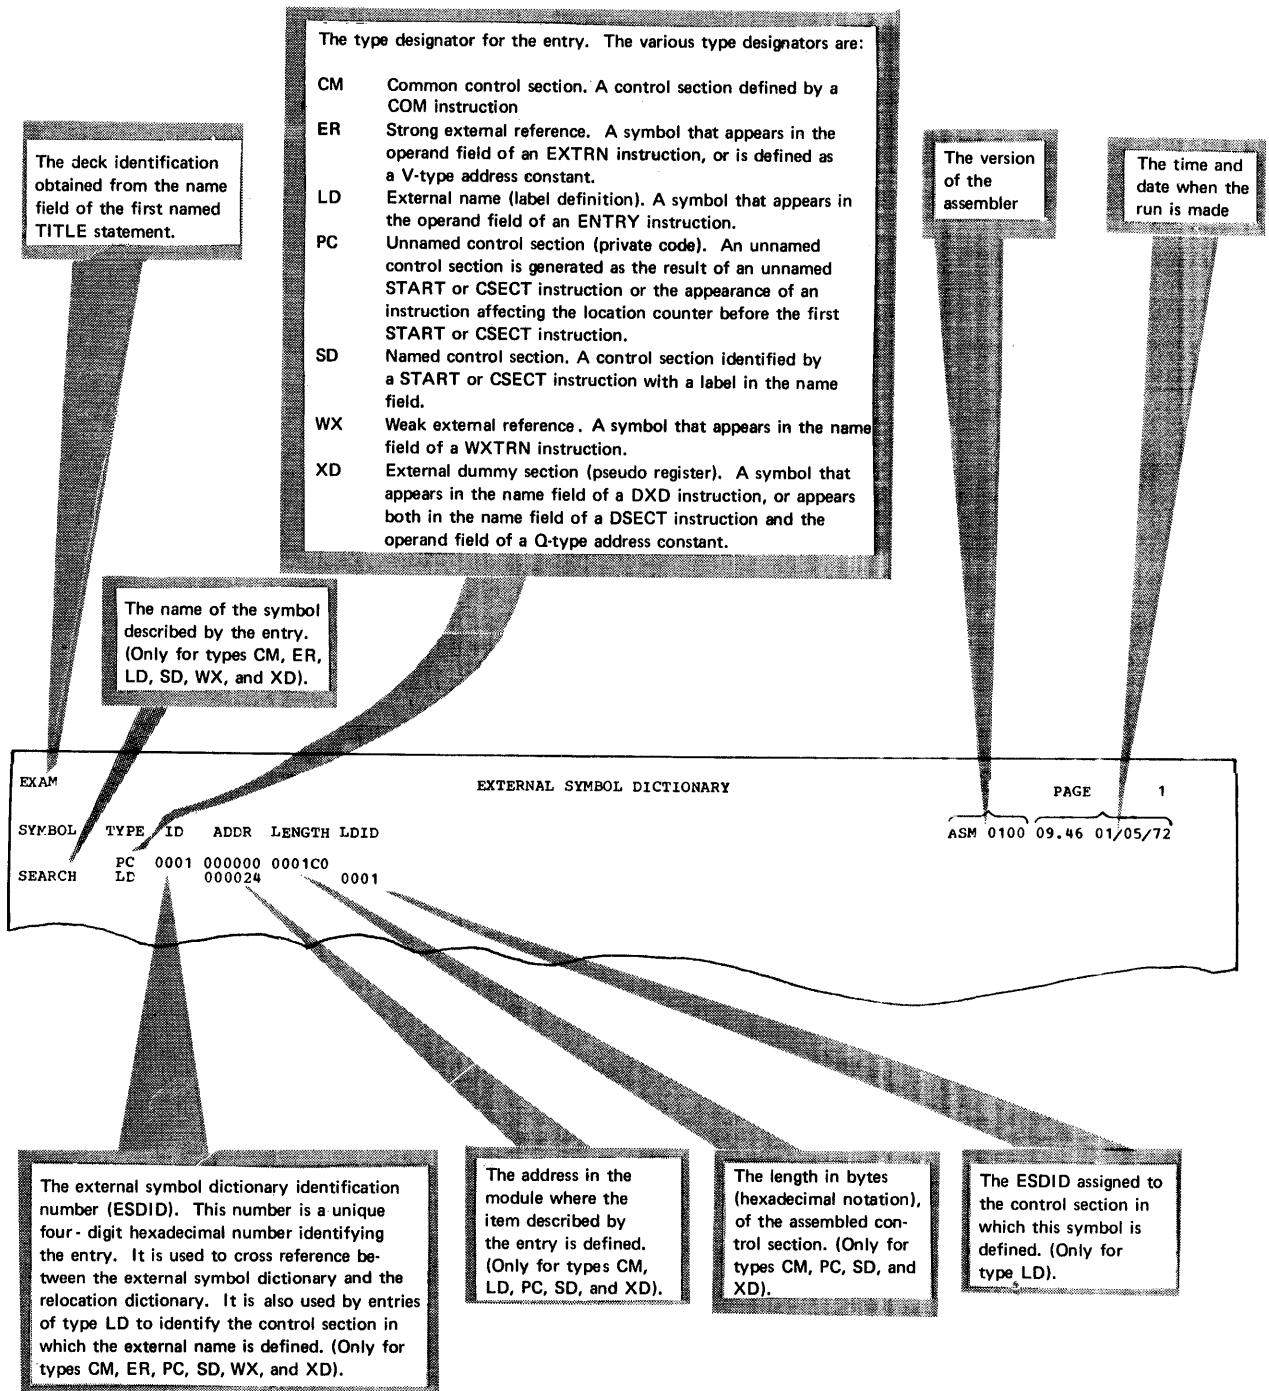 The type designator for the entry. The various type designators are:
CM Common control section. A control section defined by a
COM instruction
ER Strong external reference. A symbol that appears in the
operand field of an EXTRN instruction, or is defined as
a V-type address constant.
LD External name (label definition). A symbol that appears in
the operand field of an ENTRY instruction.
PC Unnamed control section (private code). An unnamed
control section is generated as the result of an unnamed
START or CSECT instruction or the appearance of an
instruction affecting the location counter before the first
START or CSECT instruction.
SD Named control section. A control section identified by
a START or CSECT instruction with a label in the name
field.
WX Weak external reference. A symbol that appears in the name
field of a WXTRN instruction.
XD External dummy section (pseudo register). A symbol that
appears in the name field of a DXD instruction, or appears
both in the name field of a DSECT instruction and the
operand field of a Q-type address constant.
The deck identification
obtained from the name
field of the first named
TITLE statement.
The version
of the
assembler
The time and
date when the
run is made
The name of the symbol
described by the entry.
(Only for types CM, ER,
LD, SD, WX, and XD).
EXAM EXTERNAL SYMBOL DICTIONARY PAGE 1
SYMBOL TYPE ID ADDR LENGTH LDID ASM 0100 09.46 01/05/72
PC 0001 000000 0001C0
SEARCH LD 000024 0001
The external symbol dictionary identification
number (ESDID). This number is a unique
four-digit hexadecimal number identifying
the entry. It is used to cross reference be-
tween the external symbol dictionary and the
relocation dictionary. It is also used by entries
of type LD to identify the control section in
which the external name is defined. (Only for
types CM, ER, PC, SD, WX, and XD).
The address in the
module where the
item described by
the entry is defined.
(Only for types CM,
LD, PC, SD, and XD).
The length in bytes
(hexadecimal notation),
of the assembled con-
trol section. (Only for
types CM, PC, SD, and
XD).
The ESDID assigned to
the control section in
which this symbol is
defined. (Only for
type LD).